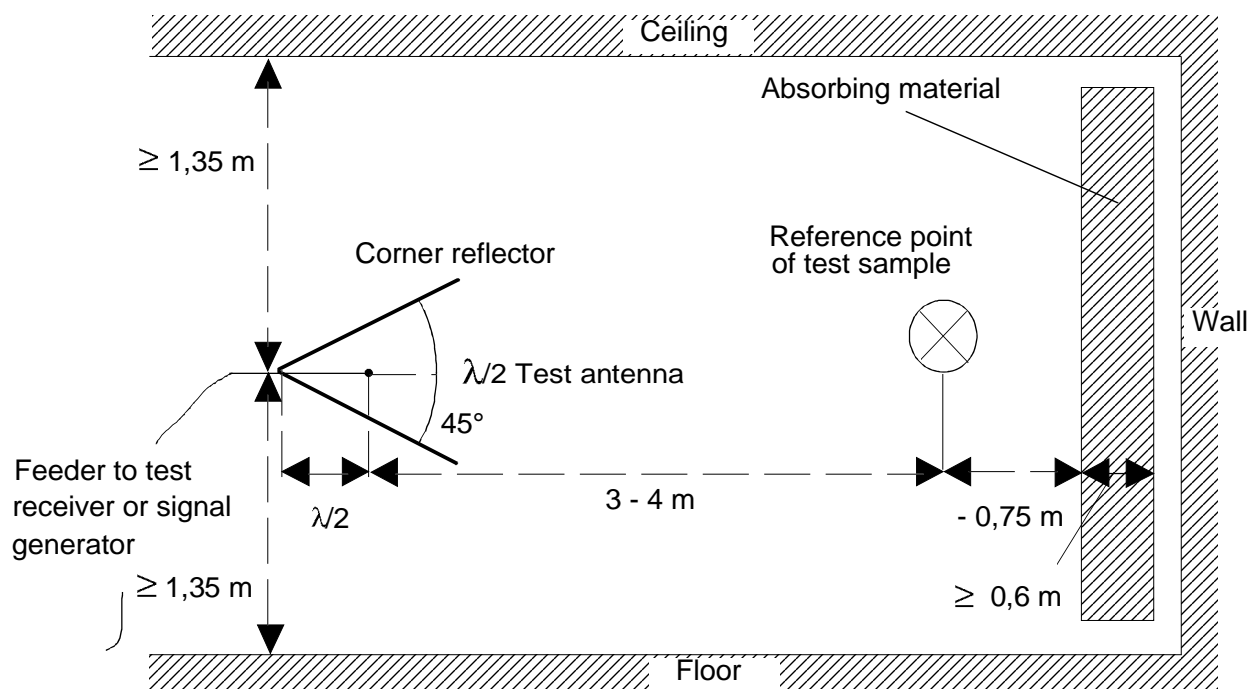 Ceiling
Absorbing material
≥ 1,35 m
Corner reflector
Reference point
of test sample
Wall
λ/2 Test antenna
45°
Feeder to test
receiver or signal
generator
λ/2
3 - 4 m
- 0,75 m
≥ 1,35 m
≥ 0,6 m
Floor